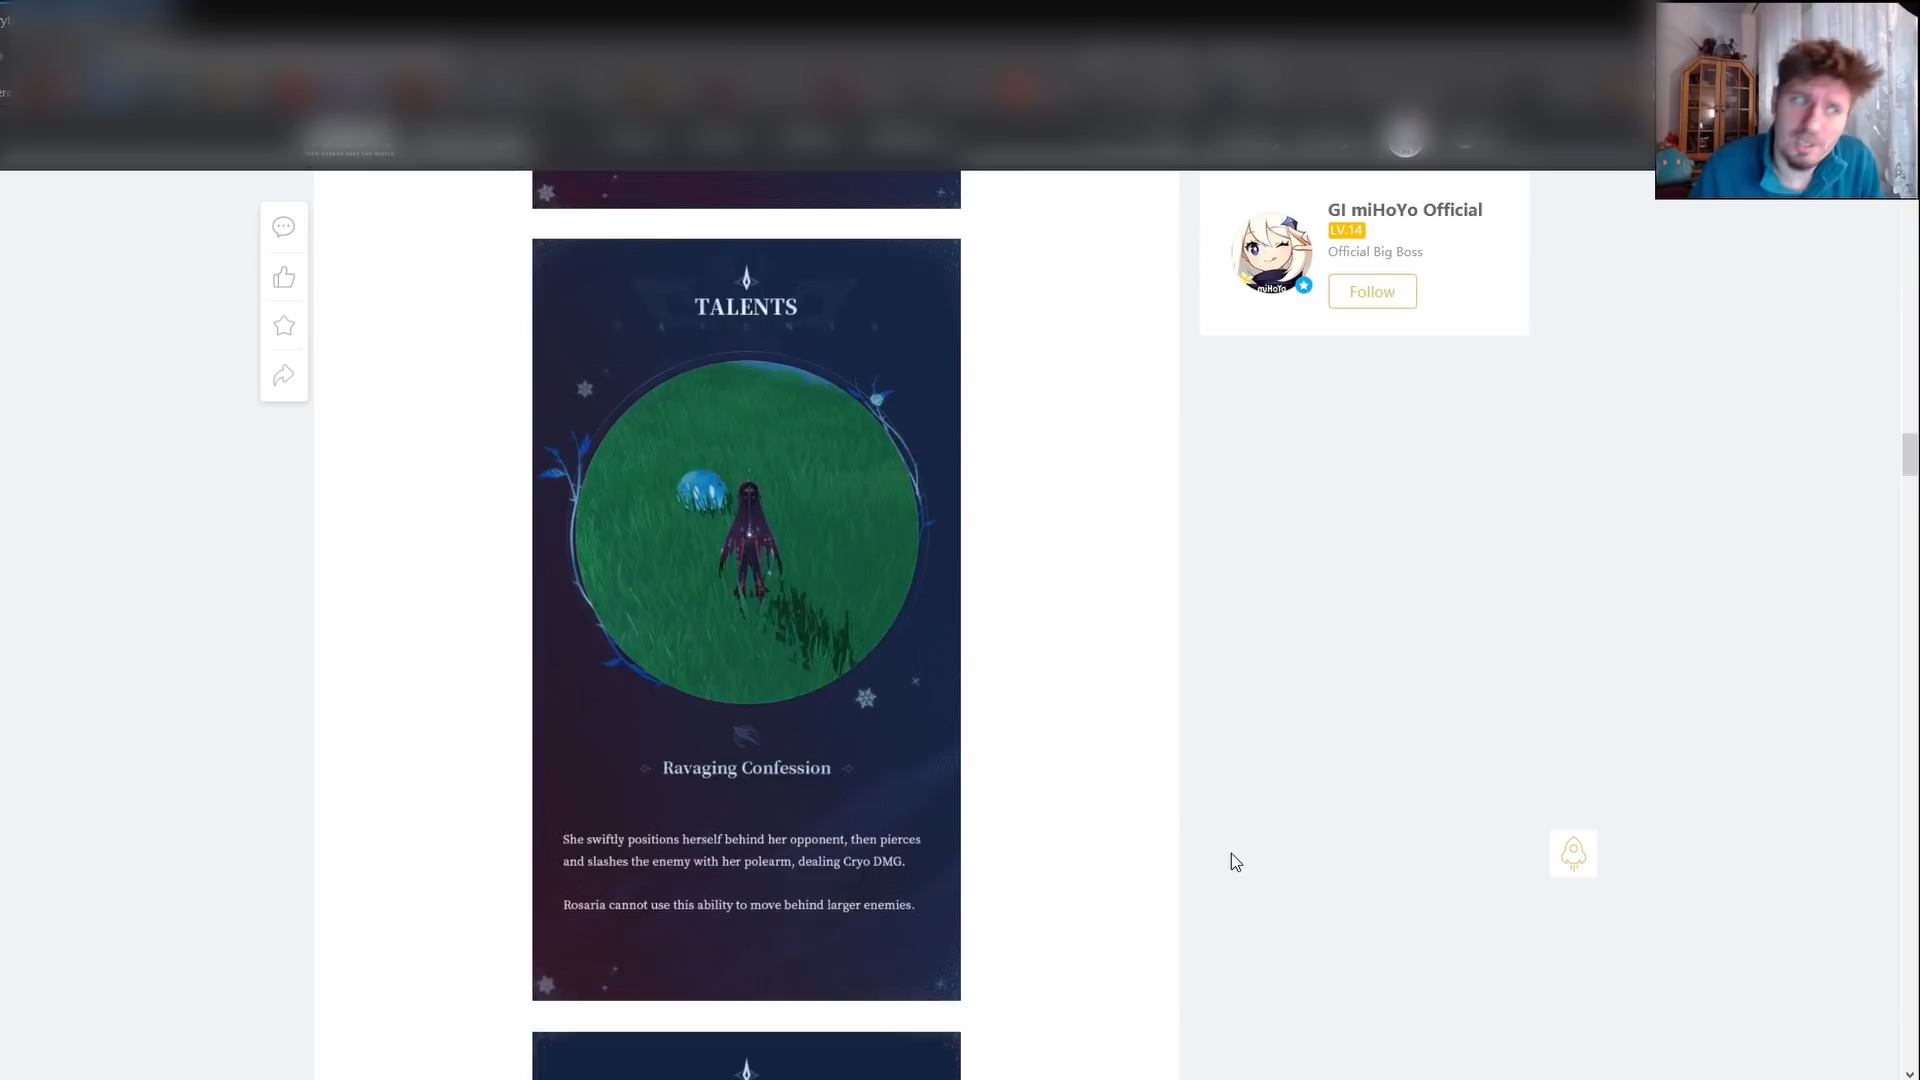 GI miHoYo Official
LV.14
Official Big Boss
miHoYo
Follow
TALENTS
Ravaging Confession
She swiftly positions herself behind her opponent, then pierces
and slashes the enemy with her polearm, dealing Cryo DMG.
Rosaria cannot use this ability to move behind larger enemies.